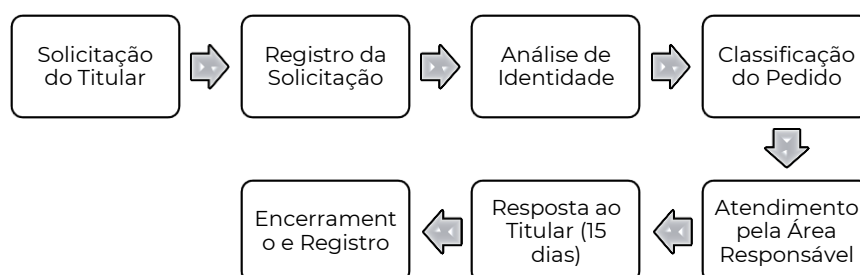 Solicitação
do Titular
Registro da
Solicitação
Análise de
Identidade
Classificação
do Pedido
Atendimento
pela Área
Responsável
Resposta ao
Titular (15
dias)
Encerrament
o e Registro